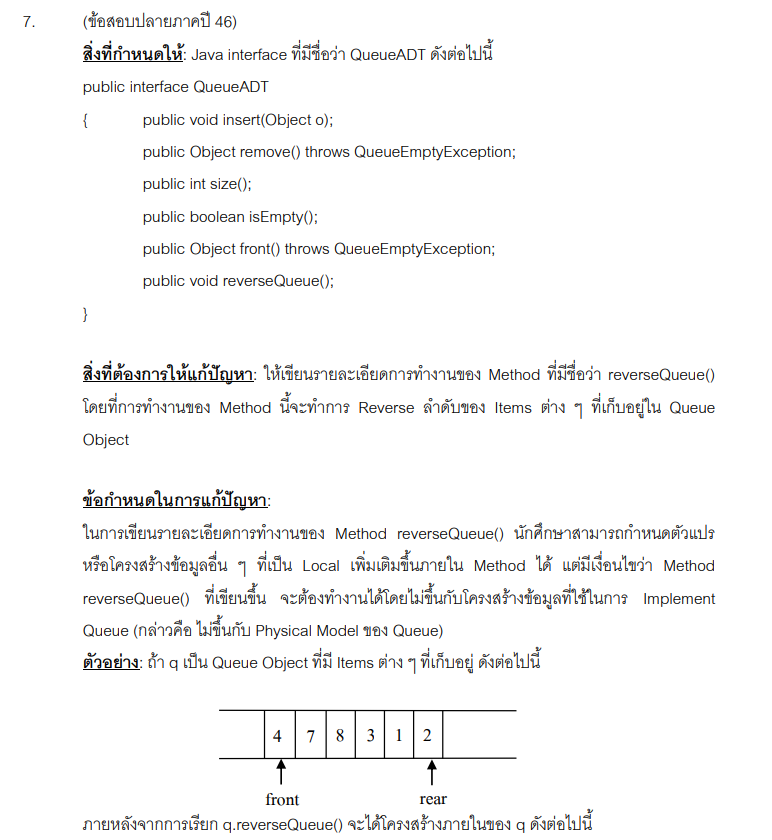 7. (ข้อสอบปลายภาคปี 46)
สิ่งที่กำหนดให้: Java interface ที่มีชื่อว่า QueueADT ดังต่อไปนี้
public interface QueueADT
{ public void insert(Object o);
public Object remove() throws QueueEmptyException;
public int size();
public boolean isEmpty();
public Object front() throws QueueEmptyException;
public void reverseQueue();
}
สิ่งที่ต้องการให้แก้ปัญหา: ให้เขียนรายละเอียดการทำงานของ Method ที่มีชื่อว่า reverseQueue()
โดยที่การทำงานของ Method นี้จะทำการ Reverse ลำดับของ Items ต่าง ๆ ที่เก็บอยู่ใน Queue
Object
ข้อกำหนดในการแก้ปัญหา:
ในการเขียนรายละเอียดการทำงานของ Method reverseQueue() นักศึกษาสามารถกำหนดตัวแปร
หรือโครงสร้างข้อมูลอื่น ๆ ที่เป็น Local เพิ่มเติมขึ้นภายใน Method ได้ แต่มีเงื่อนไขว่า Method
reverseQueue() ที่เขียนขึ้น จะต้องทำงานได้โดยไม่ขึ้นกับโครงสร้างข้อมูลที่ใช้ในการ Implement
Queue (กล่าวคือ ไม่ขึ้นกับ Physical Model ของ Queue)
ตัวอย่าง: ถ้า q เป็น Queue Object ที่มี Items ต่าง ๆ ที่เก็บอยู่ ดังต่อไปนี้
4 7 8 3 1 2
front rear
ภายหลังจากการเรียก q.reverseQueue() จะได้โครงสร้างภายในของ q ดังต่อไปนี้